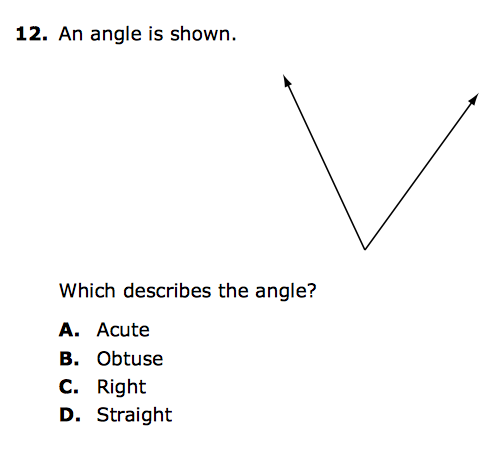 12. An angle is shown.
Which describes the angle?
A. Acute
B. Obtuse
C. Right
D. Straight